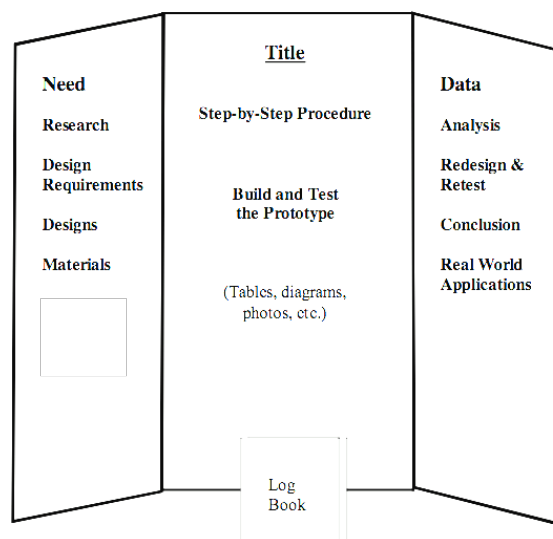 Need
Research
Design
Requirements
Designs
Materials
Title
Step-by-Step Procedure
Build and Test
the Prototype
(Tables, diagrams,
photos, etc.)
Log
Book
Data
Analysis
Redesign &
Retest
Conclusion
Real World
Applications